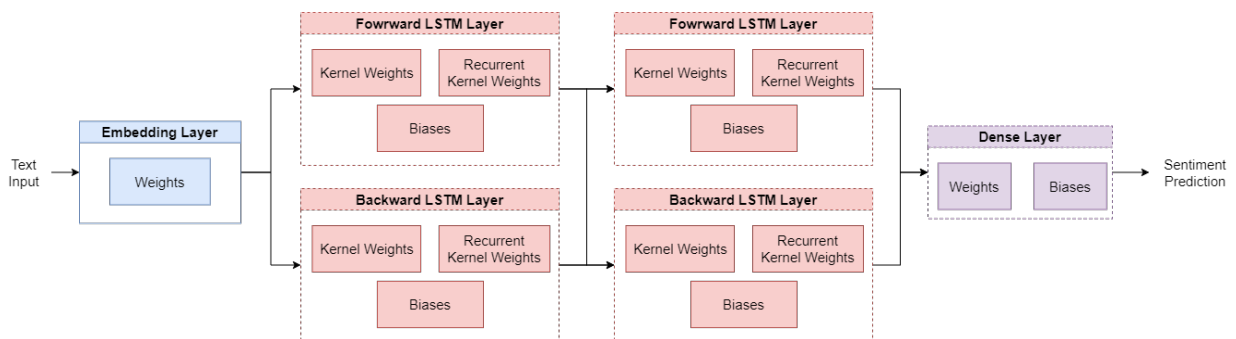 Text
Input
Embedding Layer
Weights
Fowrward LSTM Layer
Kernel Weights
Recurrent
Kernel Weights
Biases
Backward LSTM Layer
Kernel Weights
Recurrent
Kernel Weights
Biases
Fowrward LSTM Layer
Kernel Weights
Recurrent
Kernel Weights
Biases
Backward LSTM Layer
Kernel Weights
Recurrent
Kernel Weights
Biases
Dense Layer
Weights
Biases
Sentiment
Prediction